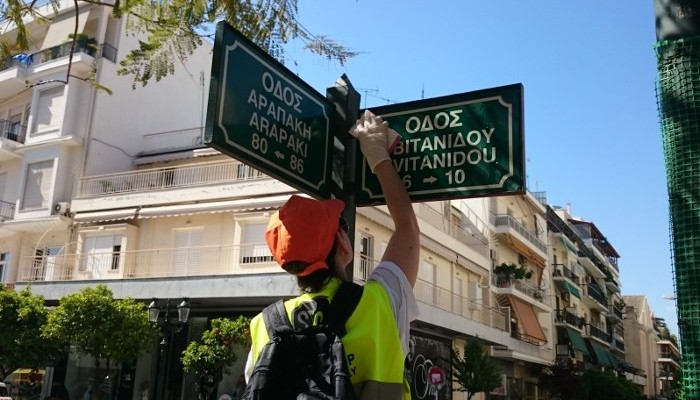 ΟΔΟΣ
ΑΡΑΠΑΚΗ
ARAPAKI
80 ↔ 86
ΟΔΟΣ
ΒΙΤΑΝΙΔΟΥ
VITANIDOU
6 → 10